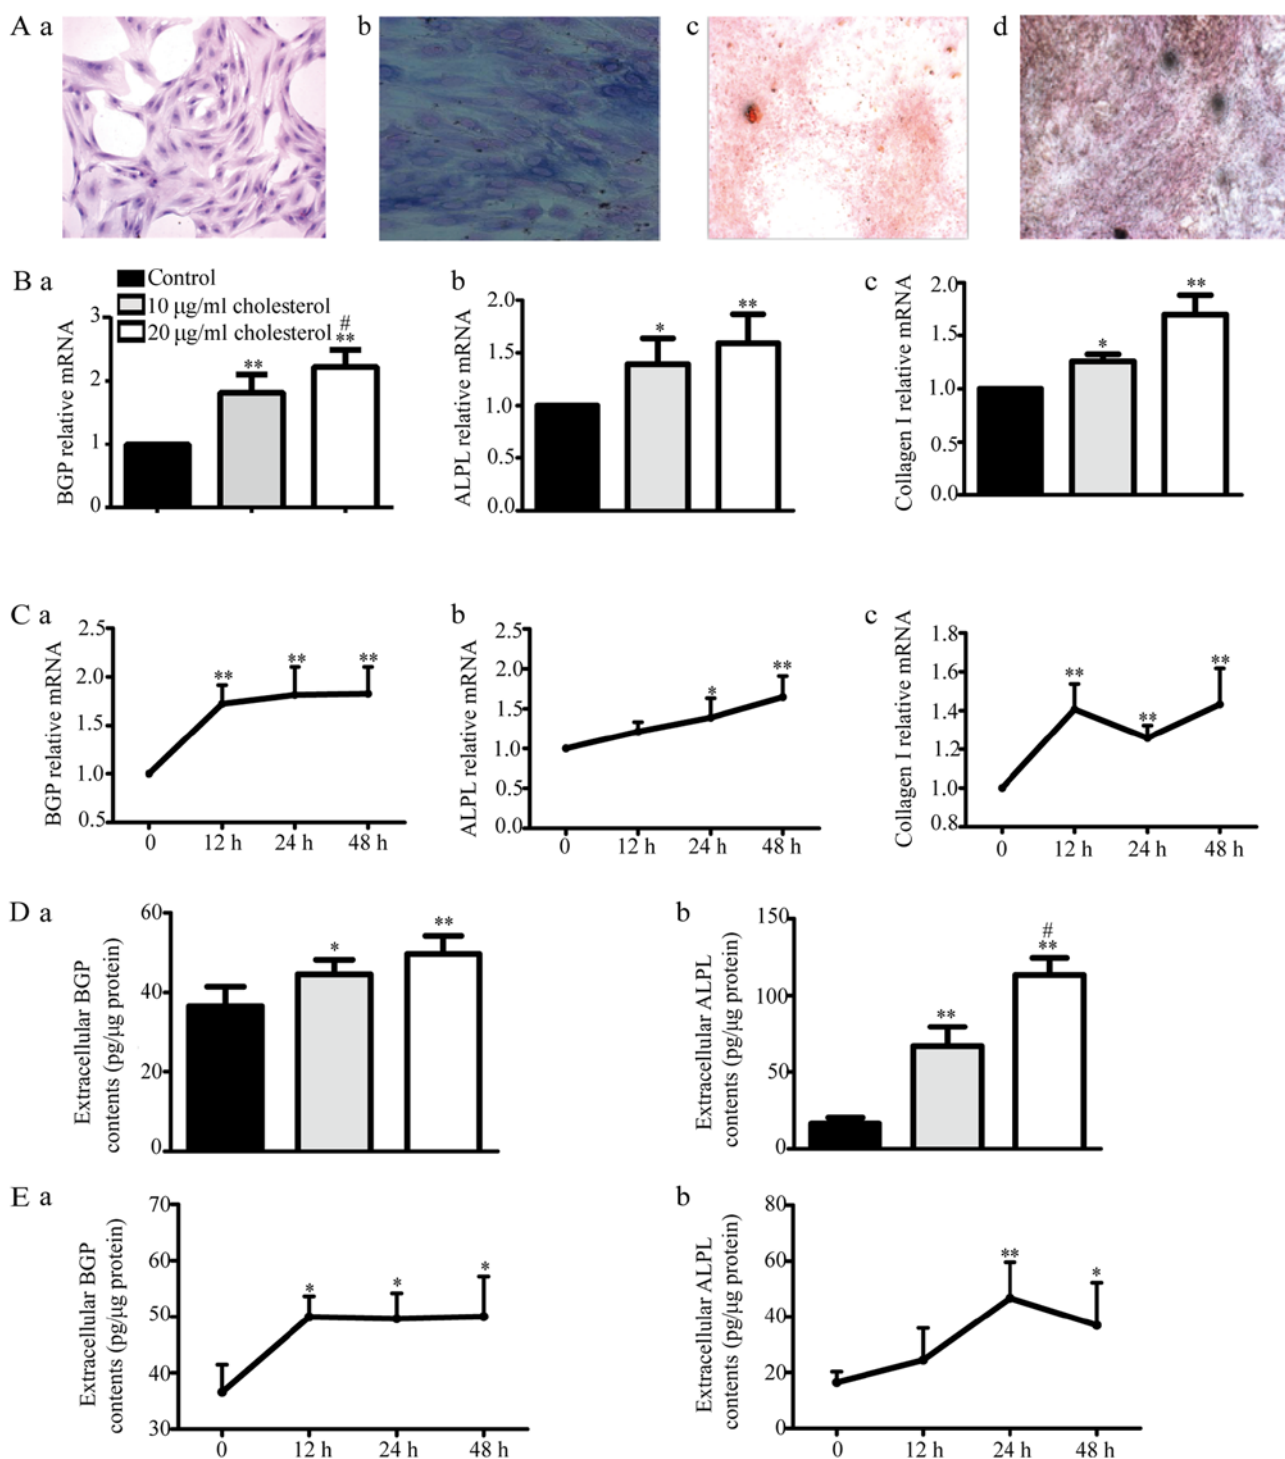 A a
b
c
d
B a
Control
10 µg/ml cholesterol
20 µg/ml cholesterol
BGP relative mRNA
3
2
1
0
**
#
**
b
ALPL relative mRNA
2.0
1.5
1.0
0.5
0.0
*
**
c
Collagen I relative mRNA
2.0
1.5
1.0
0.5
0.0
*
**
C a
BGP relative mRNA
2.5
2.0
1.5
1.0
0.5
** ** **
0 12 h 24 h 48 h
b
ALPL relative mRNA
2.5
2.0
1.5
1.0
0.5
0.0
* **
0 12 h 24 h 48 h
c
Collagen I relative mRNA
1.8
1.6
1.4
1.2
1.0
0.8
** ** **
0 12 h 24 h 48 h
D a
Extracellular BGP
contents (pg/µg protein)
60
40
20
0
* **
b
Extracellular ALPL
contents (pg/µg protein)
150
100
50
0
**
#
**
E a
Extracellular BGP
contents (pg/µg protein)
70
60
50
40
30
* * *
0 12 h 24 h 48 h
b
Extracellular ALPL
contents (pg/µg protein)
80
60
40
20
0
** *
0 12 h 24 h 48 h